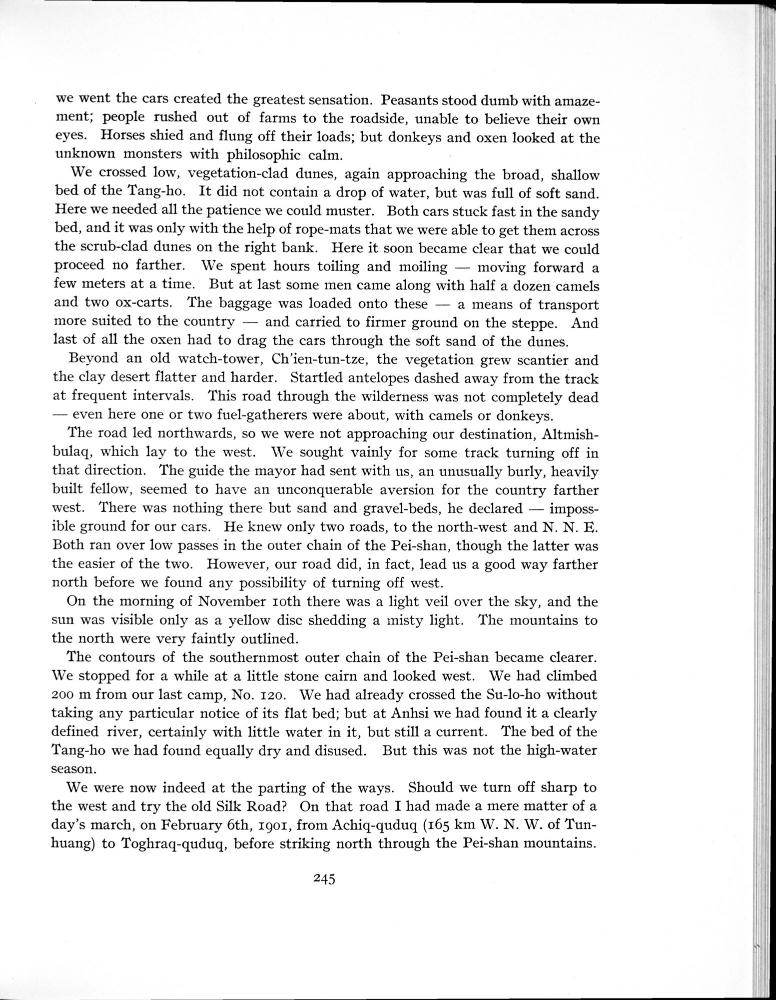 we went the cars created the greatest sensation. Peasants stood dumb with amaze-
ment; people rushed out of farms to the roadside, unable to believe their own
eyes. Horses shied and flung off their loads; but donkeys and oxen looked at the
unknown monsters with philosophic calm.
We crossed low, vegetation-clad dunes, again approaching the broad, shallow
bed of the Tang-ho. It did not contain a drop of water, but was full of soft sand.
Here we needed all the patience we could muster. Both cars stuck fast in the sandy
bed, and it was only with the help of rope-mats that we were able to get them across
the scrub-clad dunes on the right bank. Here it soon became clear that we could
proceed no farther. We spent hours toiling and moiling — moving forward a
few meters at a time. But at last some men came along with half a dozen camels
and two ox-carts. The baggage was loaded onto these — a means of transport
more suited to the country — and carried to firmer ground on the steppe. And
last of all the oxen had to drag the cars through the soft sand of the dunes.
Beyond an old watch-tower, Ch'ien-tun-tze, the vegetation grew scantier and
the clay desert flatter and harder. Startled antelopes dashed away from the track
at frequent intervals. This road through the wilderness was not completely dead
— even here one or two fuel-gatherers were about, with camels or donkeys.
The road led northwards, so we were not approaching our destination, Altmish-
bulaq, which lay to the west. We sought vainly for some track turning off in
that direction. The guide the mayor had sent with us, an unusually burly, heavily
built fellow, seemed to have an unconquerable aversion for the country farther
west. There was nothing there but sand and gravel-beds, he declared — imposs-
ible ground for our cars. He knew only two roads, to the north-west and N. N. E.
Both ran over low passes in the outer chain of the Pei-shan, though the latter was
the easier of the two. However, our road did, in fact, lead us a good way farther
north before we found any possibility of turning off west.
On the morning of November 10th there was a light veil over the sky, and the
sun was visible only as a yellow disc shedding a misty light. The mountains to
the north were very faintly outlined.
The contours of the southernmost outer chain of the Pei-shan became clearer.
We stopped for a while at a little stone cairn and looked west. We had climbed
200 m from our last camp, No. 120. We had already crossed the Su-lo-ho without
taking any particular notice of its flat bed; but at Anhsi we had found it a clearly
defined river, certainly with little water in it, but still a current. The bed of the
Tang-ho we had found equally dry and disused. But this was not the high-water
season.
We were now indeed at the parting of the ways. Should we turn off sharp to
the west and try the old Silk Road? On that road I had made a mere matter of a
day's march, on February 6th, 1901, from Achiq-quduq (165 km W. N. W. of Tun-
huang) to Toghraq-quduq, before striking north through the Pei-shan mountains.
245